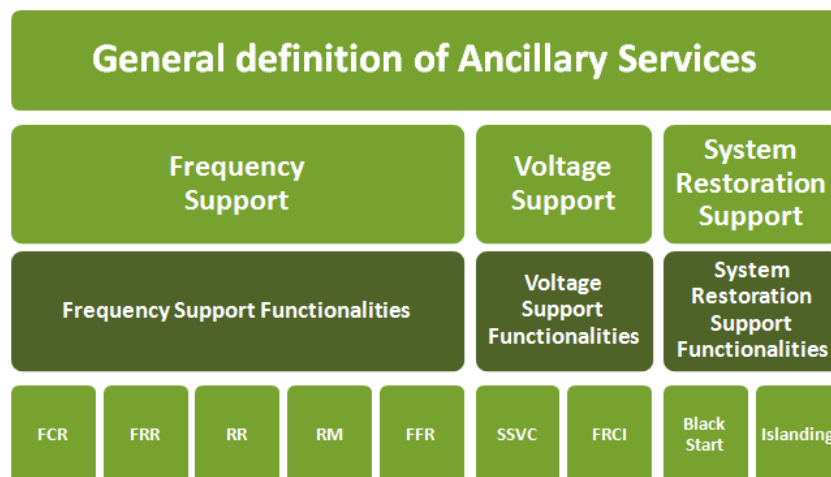 General definition of Ancillary Services
Frequency
Support
Voltage
Support
System
Restoration
Support
Frequency Support Functionalities
Voltage
Support
Functionalities
System
Restoration
Support
Functionalities
FCR
FRR
RR
RM
FFR
SSVC
FRCI
Black
Start
Islanding